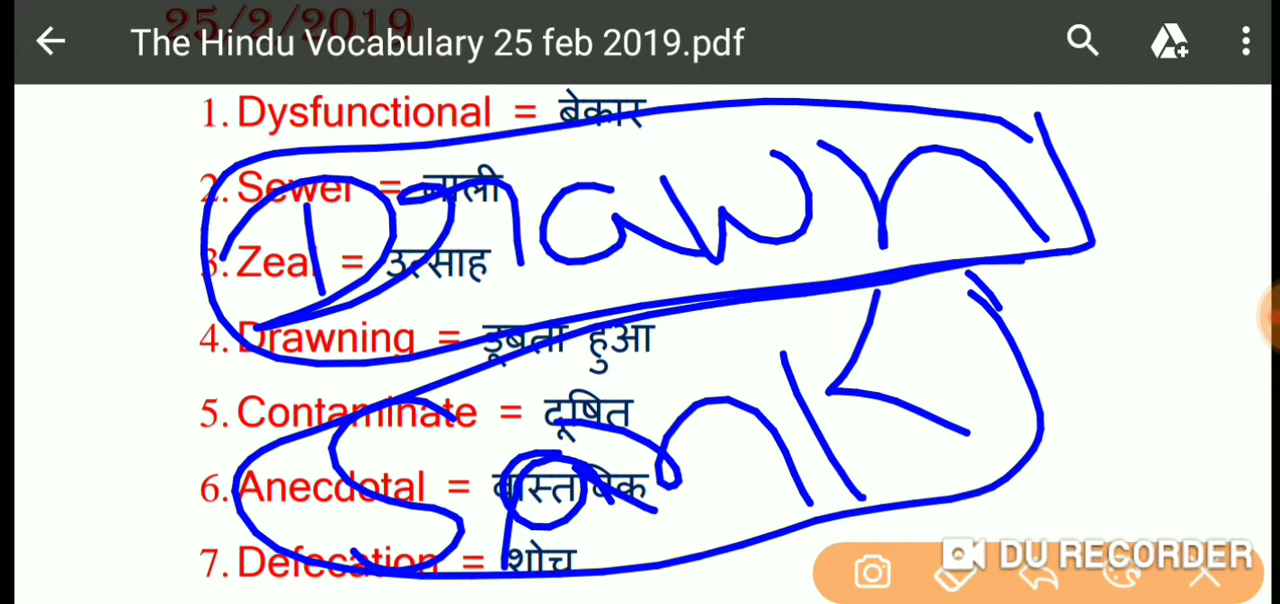 25/2/2019
The Hindu Vocabulary 25 feb 2019.pdf
1. Dysfunctional = बेकार
2. Sewer = नाली
3. Zeal = उत्साह
4. Drawning = डूबता हुआ
5. Contaminate = दूषित
6. Anecdotal = वास्तविक
7. Defecation = शोच
Drawn
DU RECORDER